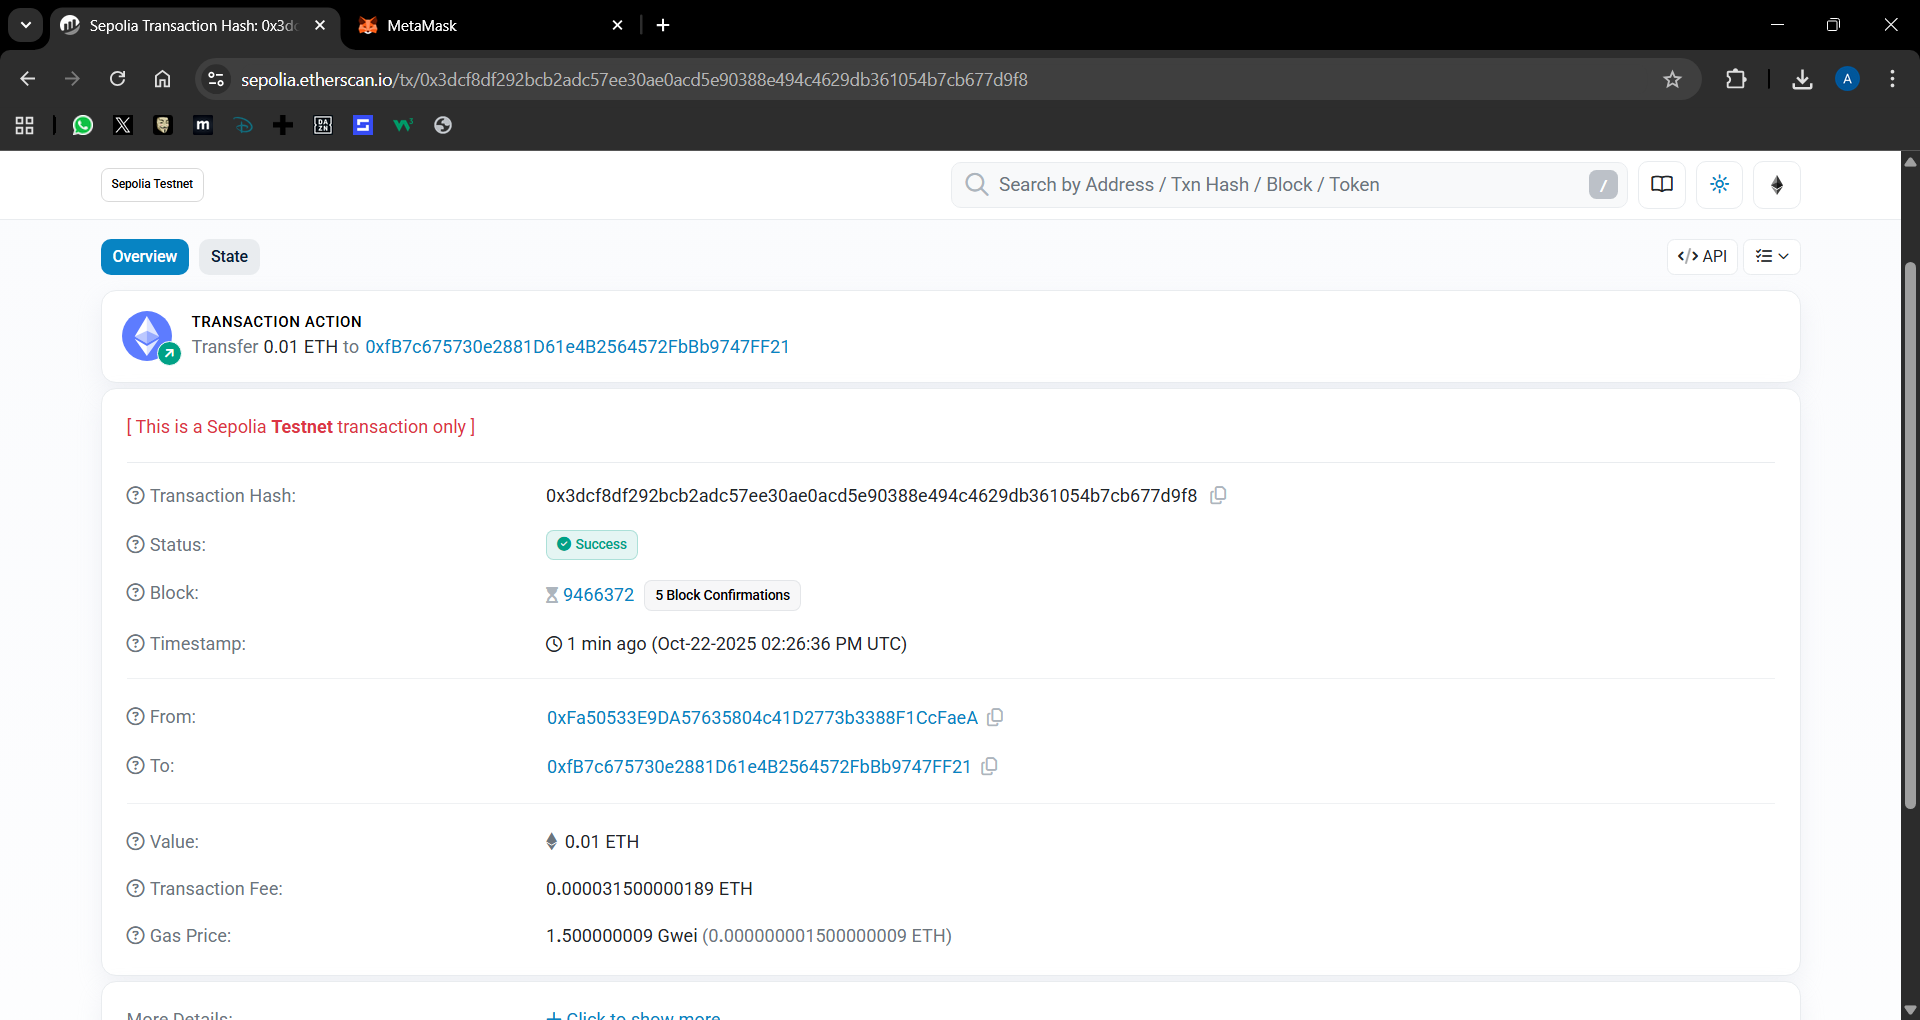 Sepolia Transaction Hash: 0x3dc
MetaMask
sepolia.etherscan.io/tx/0x3dcf8df292bcb2adc57ee30ae0acd5e90388e494c4629db361054b7cb677d9f8
A
m
DA
ZN
Sepolia Testnet
Search by Address / Txn Hash / Block / Token
/
Overview
State
</> API
TRANSACTION ACTION
Transfer 0.01 ETH to 0xfB7c675730e2881D61e4B2564572FbBb9747FF21
[ This is a Sepolia Testnet transaction only ]
Transaction Hash:
0x3dcf8df292bcb2adc57ee30ae0acd5e90388e494c4629db361054b7cb677d9f8
Status:
Success
Block:
9466372 5 Block Confirmations
Timestamp:
1 min ago (Oct-22-2025 02:26:36 PM UTC)
From:
0xFa50533E9DA57635804c41D2773b3388F1CcFaeA
To:
0xfB7c675730e2881D61e4B2564572FbBb9747FF21
Value:
0.01 ETH
Transaction Fee:
0.000031500000189 ETH
Gas Price:
1.500000009 Gwei (0.000000001500000009 ETH)
More Details:
+ Click to show more